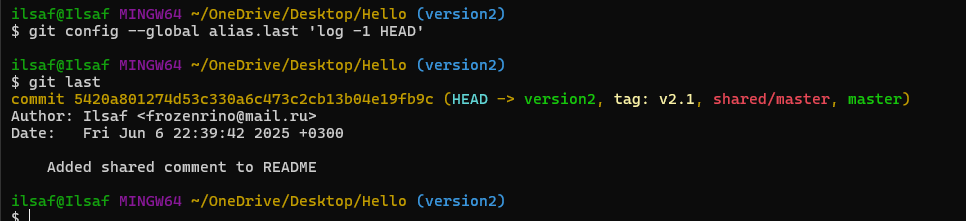 ilsaf@Ilsaf MINGW64 ~/OneDrive/Desktop/Hello (version2)
$ git config --global alias.last 'log -1 HEAD'
ilsaf@Ilsaf MINGW64 ~/OneDrive/Desktop/Hello (version2)
$ git last
commit 5420a801274d53c330a6c473c2cb13b04e19fb9c (HEAD -> version2, tag: v2.1, shared/master, master)
Author: Ilsaf <frozenrino@mail.ru>
Date:   Fri Jun 6 22:39:42 2025 +0300
    Added shared comment to README
ilsaf@Ilsaf MINGW64 ~/OneDrive/Desktop/Hello (version2)
$